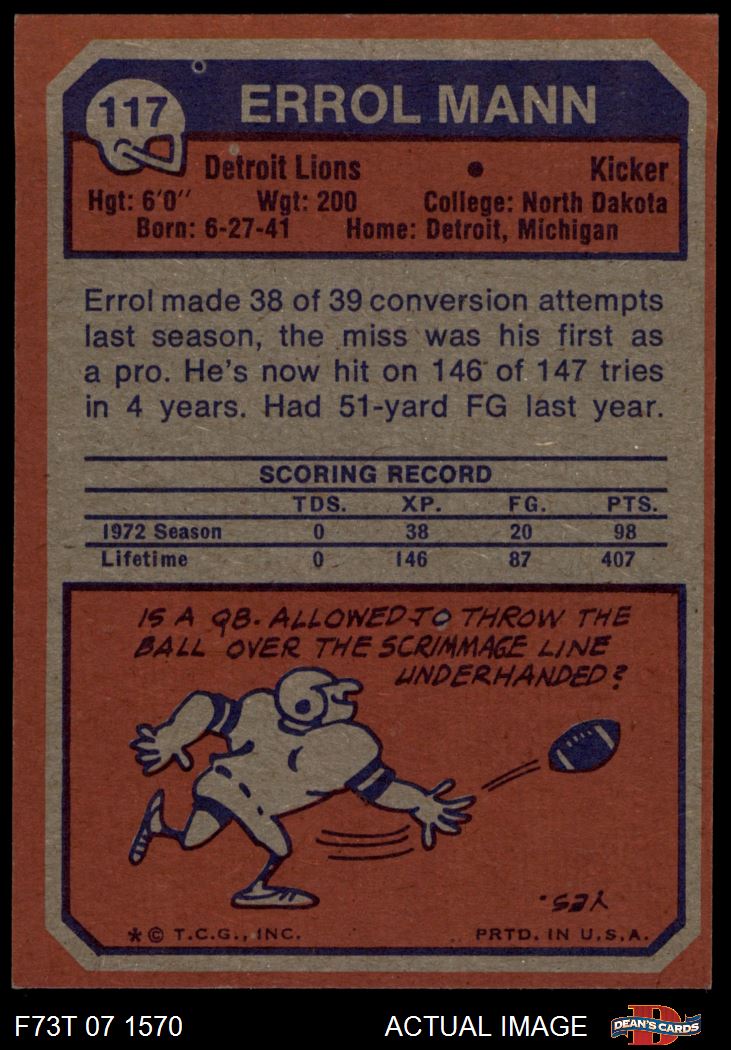 117
ERROL MANN
Detroit Lions • Kicker
Hgt: 6'0" Wgt: 200 College: North Dakota
Born: 6-27-41 Home: Detroit, Michigan
Errol made 38 of 39 conversion attempts
last season, the miss was his first as
a pro. He's now hit on 146 of 147 tries
in 4 years. Had 51-yard FG last year.
SCORING RECORD
TDS. XP. FG. PTS.
1972 Season 0 38 20 98
Lifetime 0 146 87 407
IS A QB. ALLOWED TO THROW THE
BALL OVER THE SCRIMMAGE LINE
UNDERHANDED?
YES.
* © T.C.G., INC. PRTD. IN U.S.A.
F73T 07 1570 ACTUAL IMAGE D DEAN'S CARDS